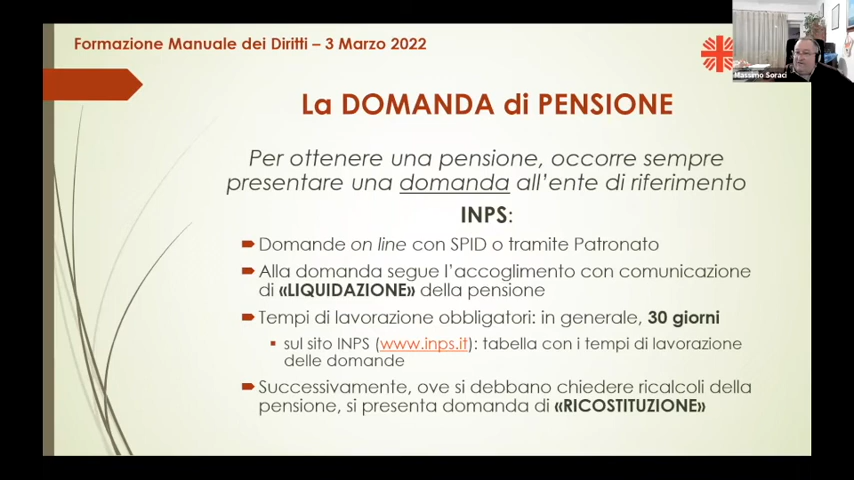 Formazione Manuale dei Diritti – 3 Marzo 2022
Massimo Soraci
La DOMANDA di PENSIONE
Per ottenere una pensione, occorre sempre
presentare una domanda all'ente di riferimento
INPS:
Domande on line con SPID o tramite Patronato
Alla domanda segue l'accoglimento con comunicazione
di «LIQUIDAZIONE» della pensione
Tempi di lavorazione obbligatori: in generale, 30 giorni
sul sito INPS (www.inps.it): tabella con i tempi di lavorazione
delle domande
Successivamente, ove si debbano chiedere ricalcoli della
pensione, si presenta domanda di «RICOSTITUZIONE»